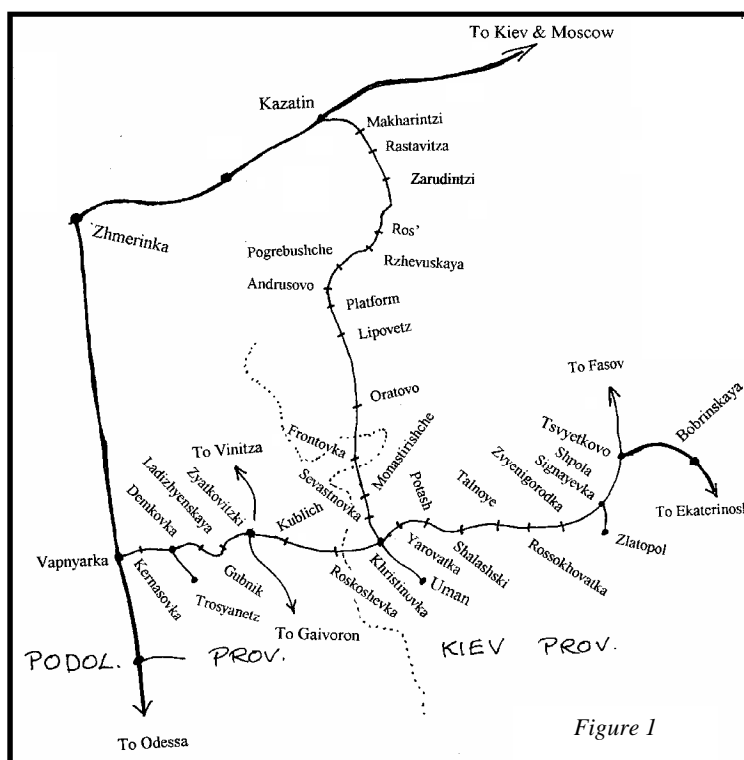 To Kiev & Moscow
Kazatin
Makharintzi
Rastavitza
Zarudintzi
Zhmerinka
Ros'
Pogrebushche
Rzhevuskaya
Andrusovo
Platform
Lipovetz
To Fasov
Oratovo
Bobrinskaya
Tsvyetkovo
Shpola
Signayevka
Zvyenigorodka
Frontovka
Monastirishche
Sevastnovka
To Vinitza
Zyatkovitzki
Ladizhyenskaya
Demkovka
Kublich
Potash
Talnoye
To Ekaterinosl
Vapnyarka
Kernasovka
Trosyanetz
Gubnik
Roskoshevka
Khristinovka
Yarovatka
Shalashski
Rossokhovatka
Zlatopol
Uman
To Gaivoron
PODOL. PROV.
KIEV PROV.
To Odessa
Figure 1